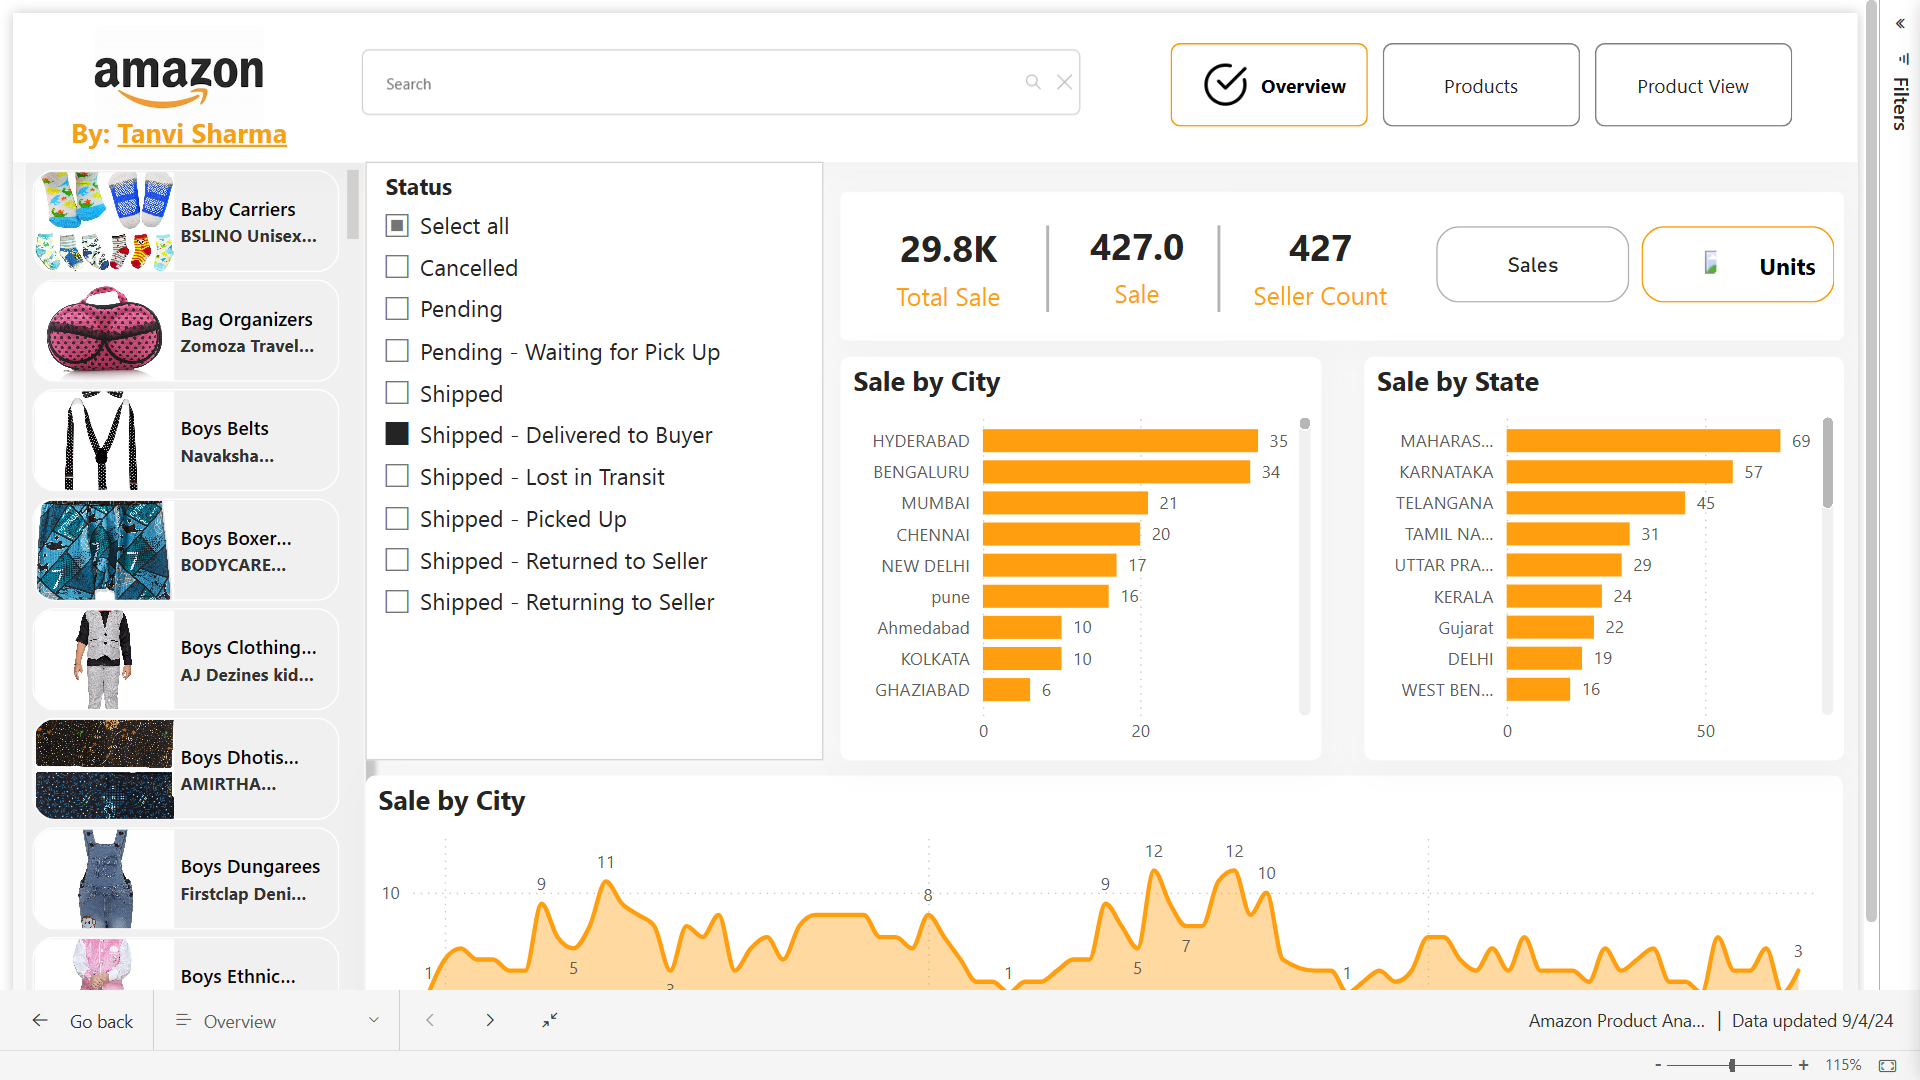 amazon
By: Tanvi Sharma
Search
Overview
Products
Product View
Filters
Baby Carriers
BSLINO Unisex...
Bag Organizers
Zomoza Travel...
Boys Belts
Navaksha...
Boys Boxer...
BODYCARE...
Boys Clothing...
AJ Dezines kid...
Boys Dhotis...
AMIRTHA...
Boys Dungarees
Firstclap Deni...
Boys Ethnic...
Status
Select all
Cancelled
Pending
Pending - Waiting for Pick Up
Shipped
Shipped - Delivered to Buyer
Shipped - Lost in Transit
Shipped - Picked Up
Shipped - Returned to Seller
Shipped - Returning to Seller
29.8K
Total Sale
427.0
Sale
427
Seller Count
Sales
Units
Sale by City
HYDERABAD 35
BENGALURU 34
MUMBAI 21
CHENNAI 20
NEW DELHI 17
pune 16
Ahmedabad 10
KOLKATA 10
GHAZIABAD 6
0 20
Sale by State
MAHARAS... 69
KARNATAKA 57
TELANGANA 45
TAMIL NA... 31
UTTAR PRA... 29
KERALA 24
Gujarat 22
DELHI 19
WEST BEN... 16
0 50
Sale by City
10
1 9 5 11 8 1 9 5 12 7 12 10 1 3
Go back
Overview
Amazon Product Ana... | Data updated 9/4/24
- + 115%